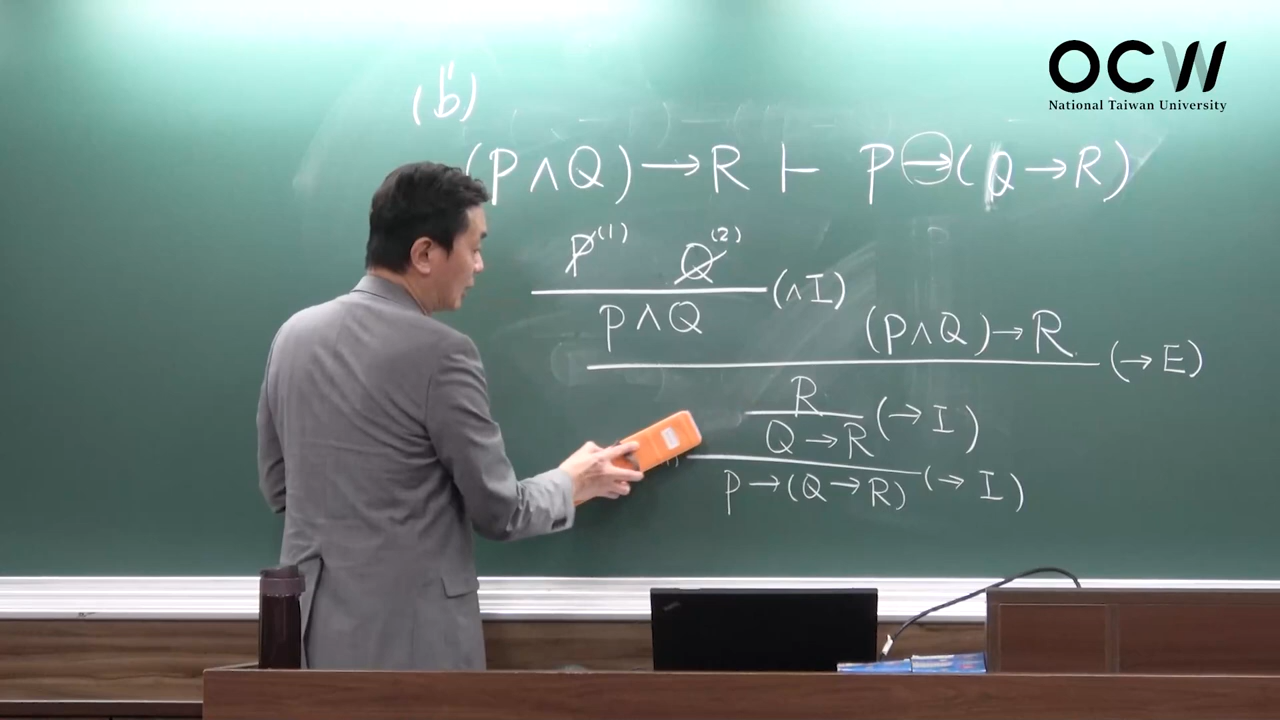 OCW
National Taiwan University
(b)
(P∧Q)→R ⊢ P→(Q→R)
P(1) Q(2)
(∧I)
P∧Q
(P∧Q)→R
(→E)
R
(→I)
Q→R
P→(Q→R)
(→I)